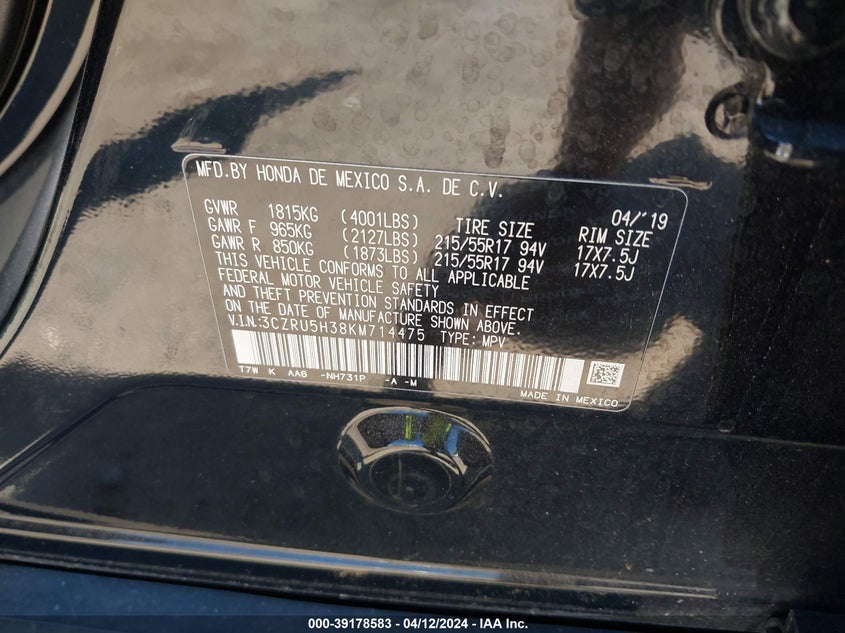 MFD.BY HONDA DE MEXICO S.A. DE C.V.
04/'19
GVWR 1815KG (4001LBS) TIRE SIZE RIM SIZE
GAWR F 965KG (2127LBS) 215/55R17 94V 17X7.5J
GAWR R 850KG (1873LBS) 215/55R17 94V 17X7.5J
THIS VEHICLE CONFORMS TO ALL APPLICABLE
FEDERAL MOTOR VEHICLE SAFETY
AND THEFT PREVENTION STANDARDS IN EFFECT
ON THE DATE OF MANUFACTURE SHOWN ABOVE.
V.I.N.:3CZRU5H38KM714475 TYPE: MPV
T7W K AA6 -NH731P -A -M
MADE IN MEXICO
000-39178583 - 04/12/2024 - IAA Inc.